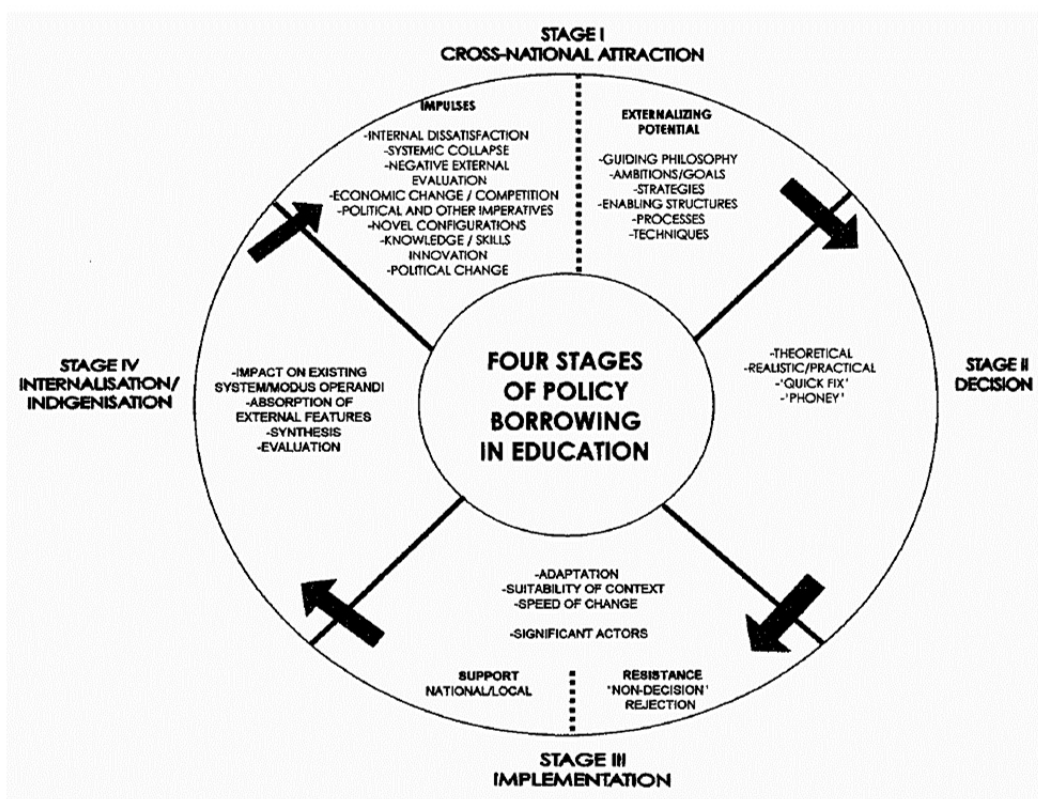 STAGE I
CROSS-NATIONAL ATTRACTION
IMPULSES
-INTERNAL DISSATISFACTION
-SYSTEMIC COLLAPSE
-NEGATIVE EXTERNAL
EVALUATION
-ECONOMIC CHANGE / COMPETITION
-POLITICAL AND OTHER IMPERATIVES
-NOVEL CONFIGURATIONS
-KNOWLEDGE / SKILLS
INNOVATION
-POLITICAL CHANGE
EXTERNALIZING
POTENTIAL
-GUIDING PHILOSOPHY
-AMBITIONS/GOALS
-STRATEGIES
-ENABLING STRUCTURES
-PROCESSES
-TECHNIQUES
FOUR STAGES
OF POLICY
BORROWING
IN EDUCATION
-THEORETICAL
-REALISTIC/PRACTICAL
-'QUICK FIX'
-'PHONEY'
STAGE II
DECISION
-ADAPTATION
-SUITABILITY OF CONTEXT
-SPEED OF CHANGE
-SIGNIFICANT ACTORS
SUPPORT
NATIONAL/LOCAL
RESISTANCE
'NON-DECISION'
REJECTION
STAGE III
IMPLEMENTATION
STAGE IV
INTERNALISATION/
INDIGENISATION
-IMPACT ON EXISTING
SYSTEM/MODUS OPERANDI
-ABSORPTION OF
EXTERNAL FEATURES
-SYNTHESIS
-EVALUATION